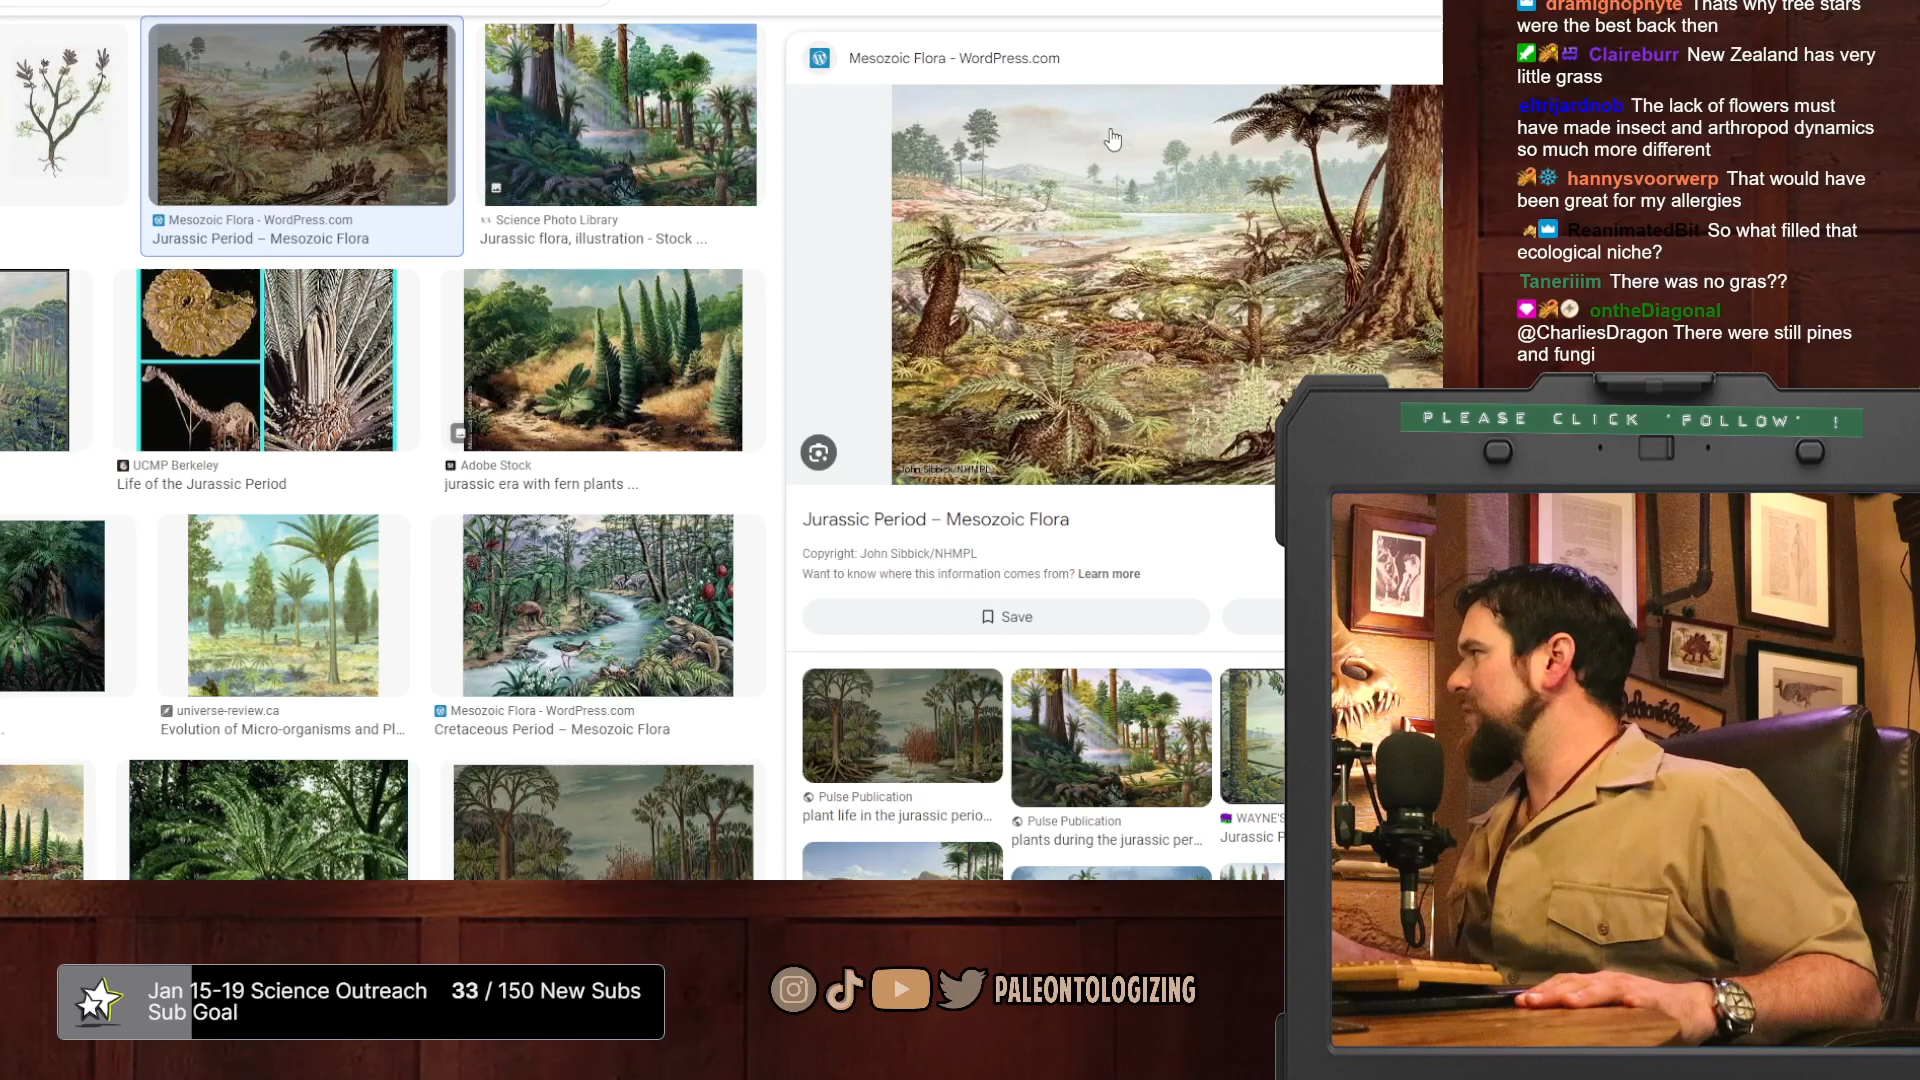 Mesozoic Flora - WordPress.com
Jurassic Period – Mesozoic Flora
Science Photo Library
Jurassic flora, illustration - Stock ...
UCMP Berkeley
Life of the Jurassic Period
Adobe Stock
jurassic era with fern plants ...
universe-review.ca
Evolution of Micro-organisms and Pl...
Mesozoic Flora - WordPress.com
Cretaceous Period – Mesozoic Flora
Mesozoic Flora - WordPress.com
John Sibbick/NHMPL
Jurassic Period – Mesozoic Flora
Copyright: John Sibbick/NHMPL
Want to know where this information comes from? Learn more
Save
Pulse Publication
plant life in the jurassic perio...
Pulse Publication
plants during the jurassic per...
WAYNE'S
Jurassic P
dramignophyte Thats why tree stars
were the best back then
Claireburr New Zealand has very
little grass
eltrijardnob The lack of flowers must
have made insect and arthropod dynamics
so much more different
hannysvoorwerp That would have
been great for my allergies
ReanimatedBit So what filled that
ecological niche?
Taneriiim There was no gras??
ontheDiagonal
@CharliesDragon There were still pines
and fungi
PLEASE CLICK 'FOLLOW' !
Jan 15-19 Science Outreach
Sub Goal
33 / 150 New Subs
PALEONTOLOGIZING